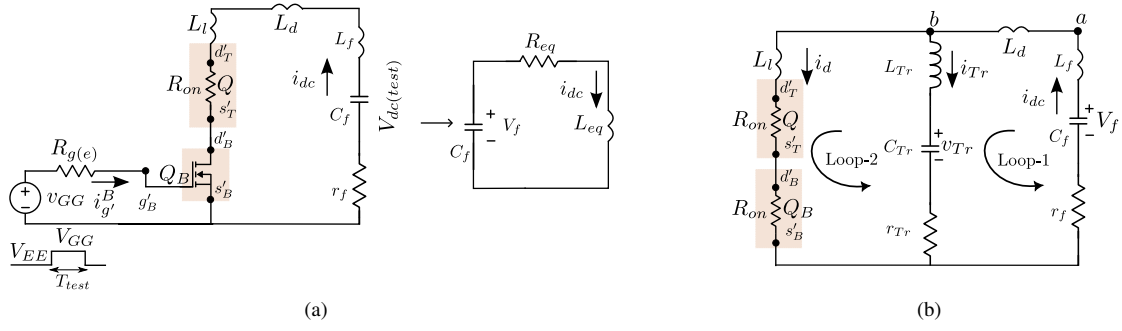 L_l
L_d
L_f
d'_T
R_on
Q
s'_T
i_dc
C_f
V_dc(test)
d'_B
Q_B
s'_B
r_f
R_g(e)
v_GG
i^B_g'
g'_B
V_GG
V_EE
T_test
R_eq
i_dc
+
V_f
−
C_f
L_eq
(a)
b
a
L_d
L_l
i_d
L_Tr
i_Tr
L_f
i_dc
d'_T
R_on
Q
s'_T
C_Tr
+
v_Tr
−
C_f
+
V_f
−
Loop-2
Loop-1
d'_B
R_on
Q_B
s'_B
r_Tr
r_f
(b)